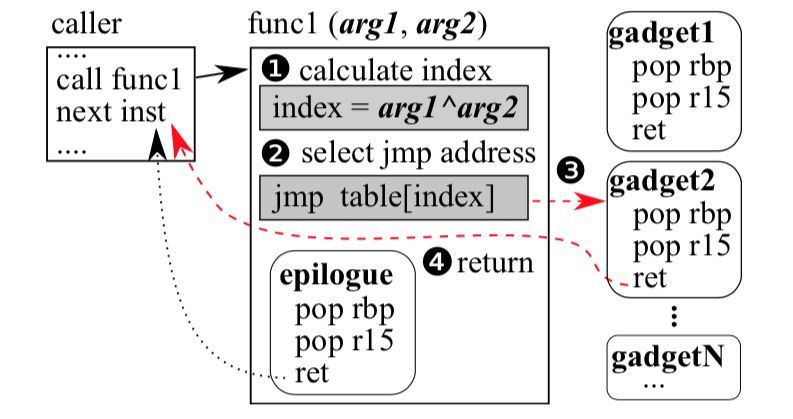 caller
....
call func1
next inst
....
func1 (arg1, arg2)
❶ calculate index
index = arg1^arg2
❷ select jmp address
jmp table[index]
❸
❹ return
epilogue
pop rbp
pop r15
ret
gadget1
pop rbp
pop r15
ret
gadget2
pop rbp
pop r15
ret
⋮
gadgetN
...